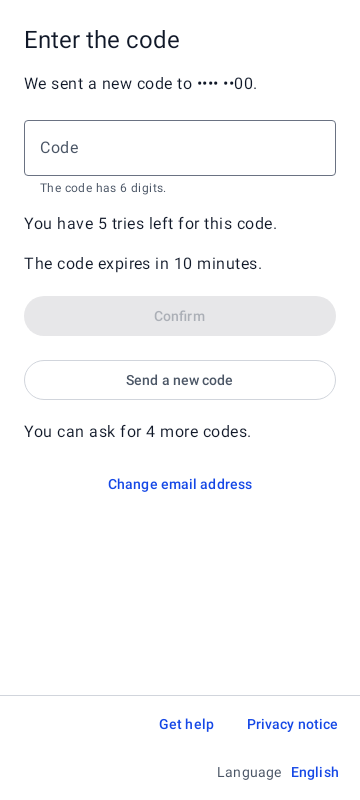 Enter the code
We sent a new code to •••• ••00.
Code
The code has 6 digits.
You have 5 tries left for this code.
The code expires in 10 minutes.
Confirm
Send a new code
You can ask for 4 more codes.
Change email address
Get help Privacy notice
Language English